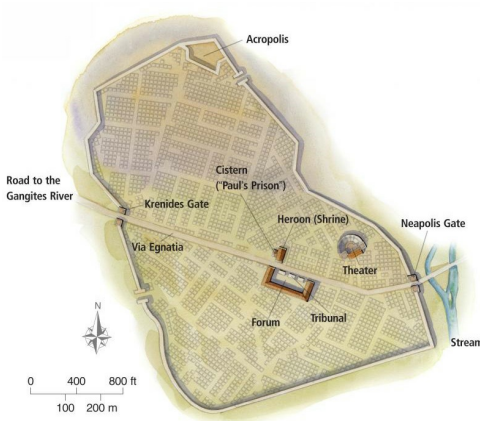 Acropolis
Cistern
("Paul's Prison")
Road to the
Gangites River
Krenides Gate
Heroon (Shrine)
Neapolis Gate
Via Egnatia
Theater
Forum
Tribunal
Stream
N
0 400 800 ft
100 200 m